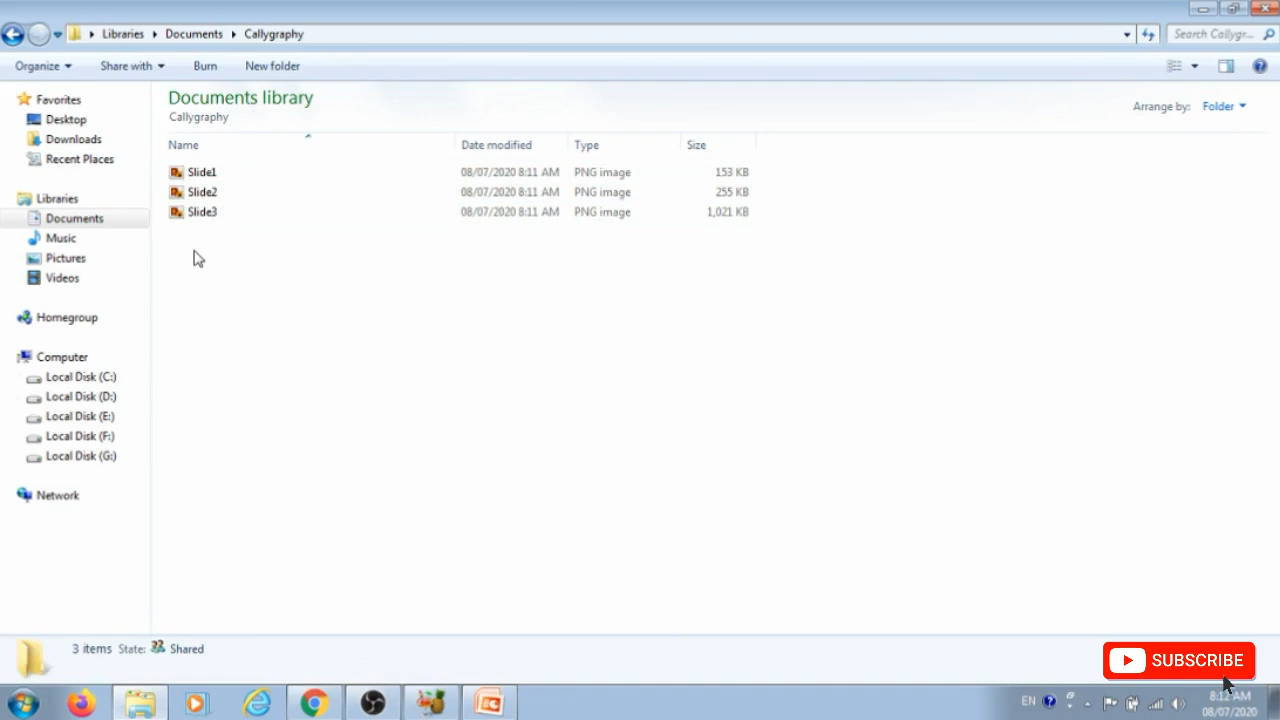 Libraries Documents Callygraphy
Search Callygr...
Organize Share with Burn New folder
Favorites
Desktop
Downloads
Recent Places
Libraries
Documents
Music
Pictures
Videos
Homegroup
Computer
Local Disk (C:)
Local Disk (D:)
Local Disk (E:)
Local Disk (F:)
Local Disk (G:)
Network
Documents library
Callygraphy
Arrange by: Folder
Name Date modified Type Size
Slide1 08/07/2020 8:11 AM PNG image 153 KB
Slide2 08/07/2020 8:11 AM PNG image 255 KB
Slide3 08/07/2020 8:11 AM PNG image 1,021 KB
3 items State: Shared
SUBSCRIBE
EN
8:12 AM
08/07/2020